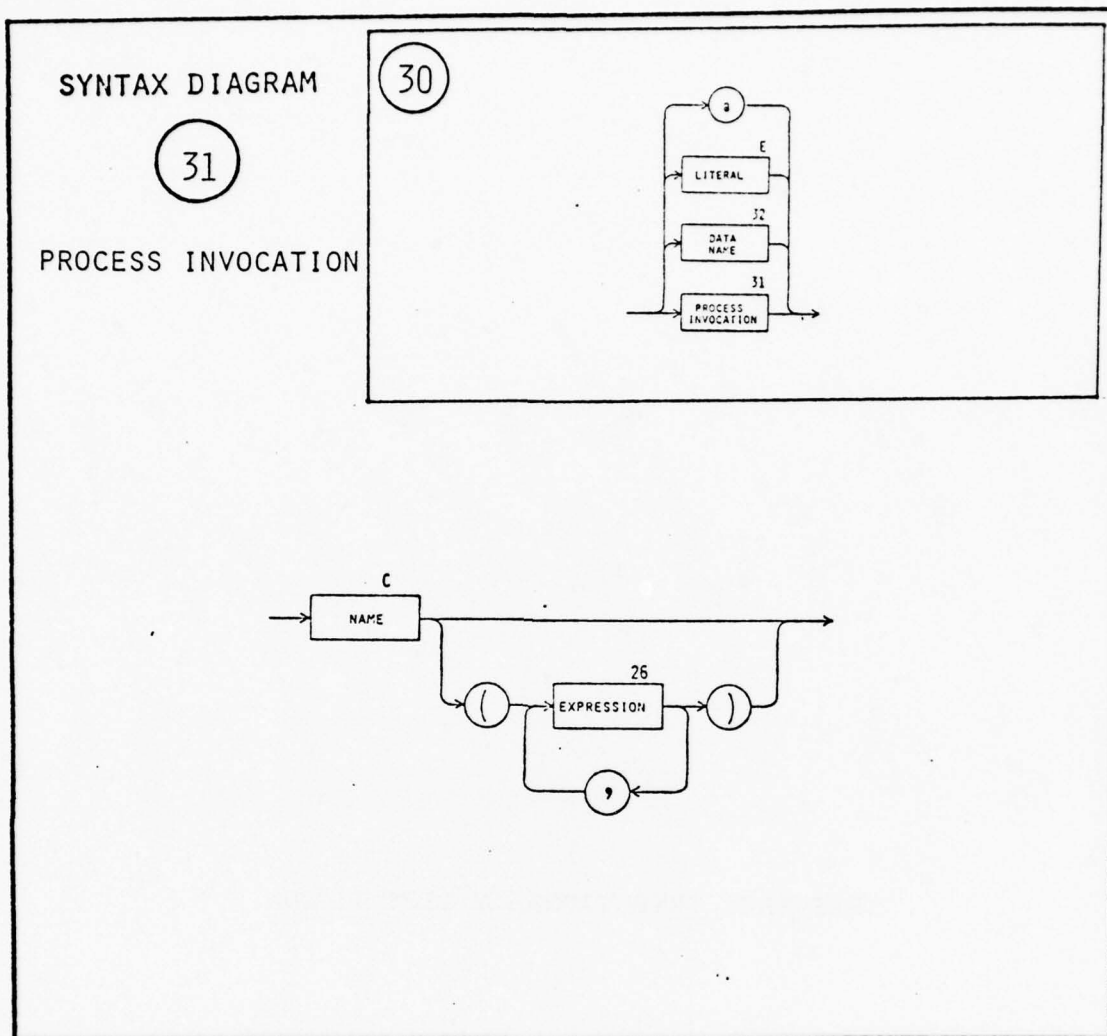 SYNTAX DIAGRAM
31
PROCESS INVOCATION
30
a
E
LITERAL
32
DATA
NAME
31
PROCESS
INVOCATION
C
NAME
26
(
EXPRESSION
)
,